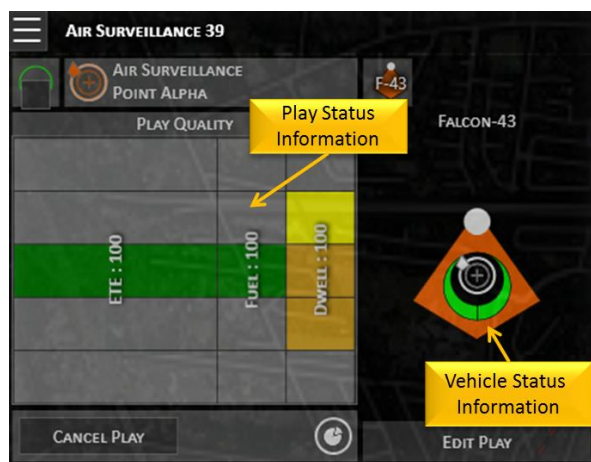 AIR SURVEILLANCE 39
AIR SURVEILLANCE
POINT ALPHA
F-43
PLAY QUALITY
Play Status
Information
FALCON-43
ETE : 100
FUEL : 100
DWELL : 100
Vehicle Status
Information
CANCEL PLAY
EDIT PLAY